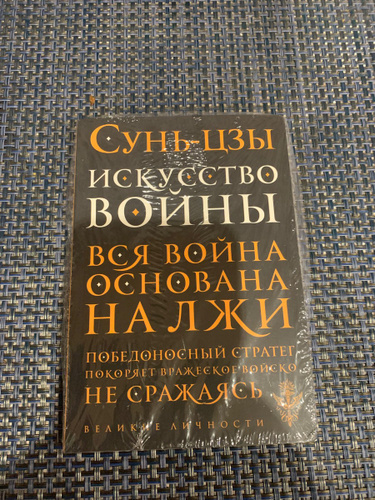 Сунь-цзы
искусство
войны
вся война
основана
на лжи
победоносный стратег
покоряет вражеское войско
не сражаясь
великие личности